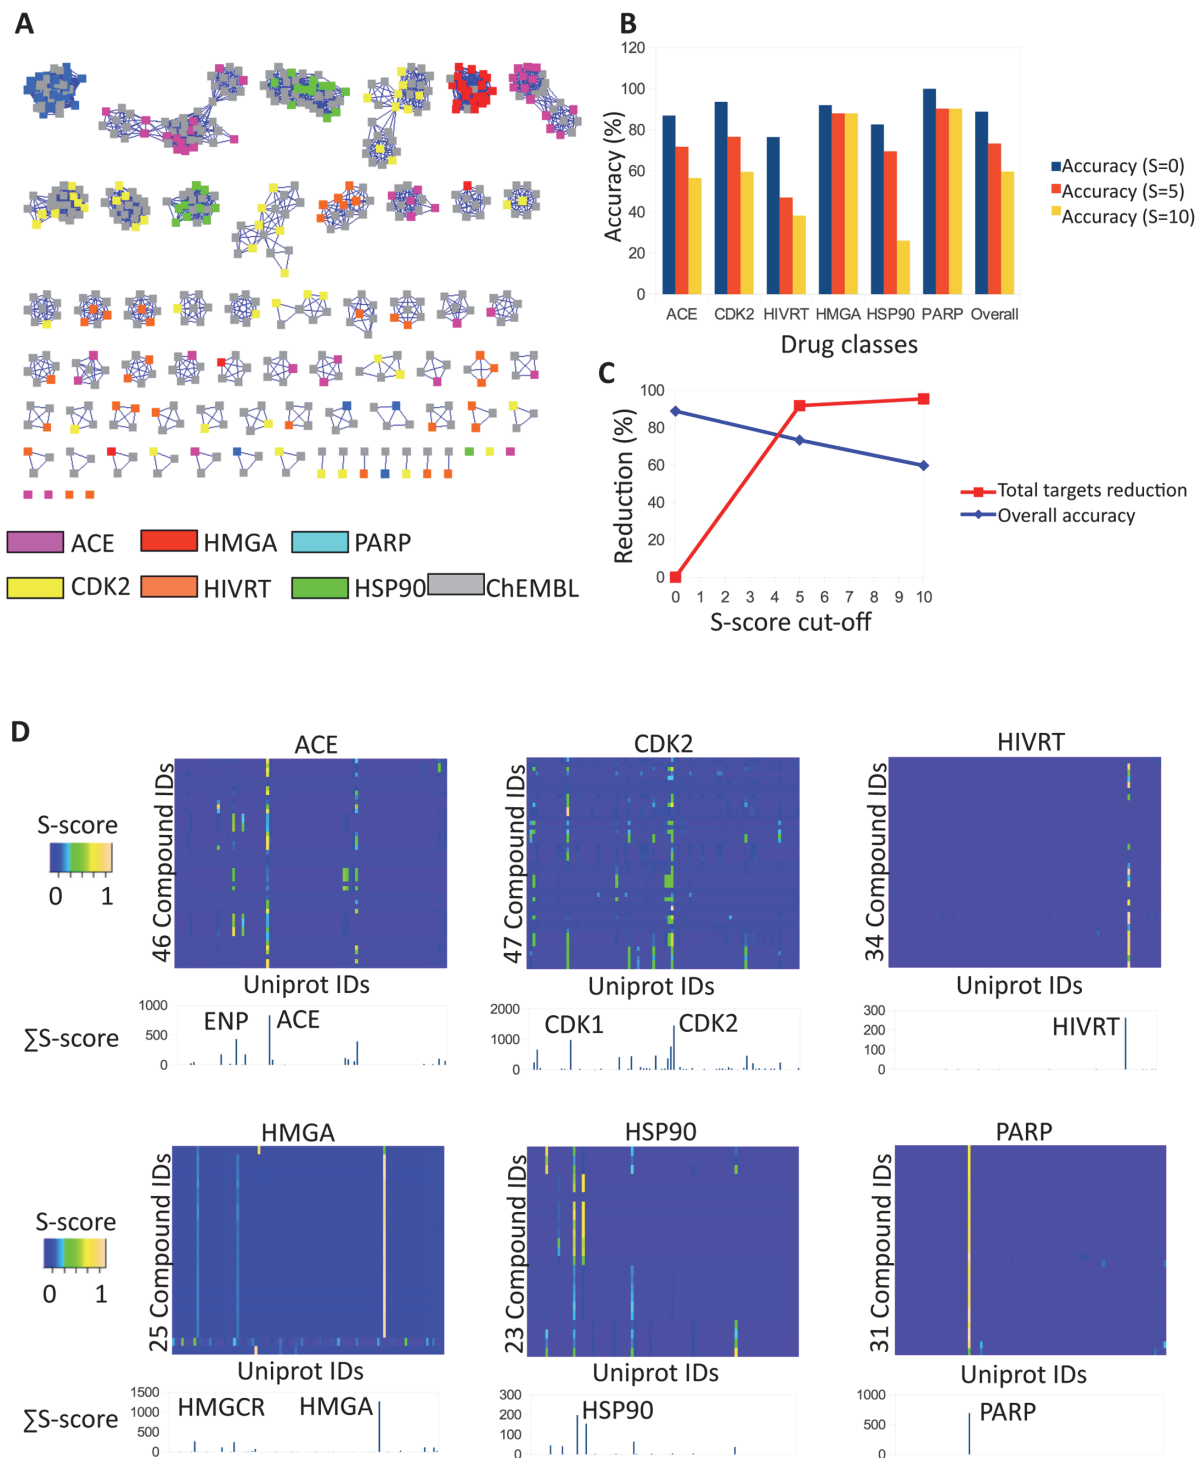 A
ACE
HMGA
PARP
CDK2
HIVRT
HSP90
ChEMBL
B
Accuracy (%)
120
100
80
60
40
20
0
ACE CDK2 HIVRT HMGA HSP90 PARP Overall
Drug classes
Accuracy (S=0)
Accuracy (S=5)
Accuracy (S=10)
C
Reduction (%)
100
80
60
40
20
0
0 1 2 3 4 5 6 7 8 9 10
S-score cut-off
Total targets reduction
Overall accuracy
D
S-score
0 1
ACE
46 Compound IDs
Uniprot IDs
CDK2
47 Compound IDs
Uniprot IDs
HIVRT
34 Compound IDs
Uniprot IDs
∑S-score
1000
500
0
ENP
ACE
2000
1000
0
CDK1
CDK2
300
200
100
0
HIVRT
S-score
0 1
HMGA
25 Compound IDs
Uniprot IDs
HSP90
23 Compound IDs
Uniprot IDs
PARP
31 Compound IDs
Uniprot IDs
∑S-score
1500
1000
500
0
HMGCR
HMGA
300
200
100
0
HSP90
1000
500
0
PARP